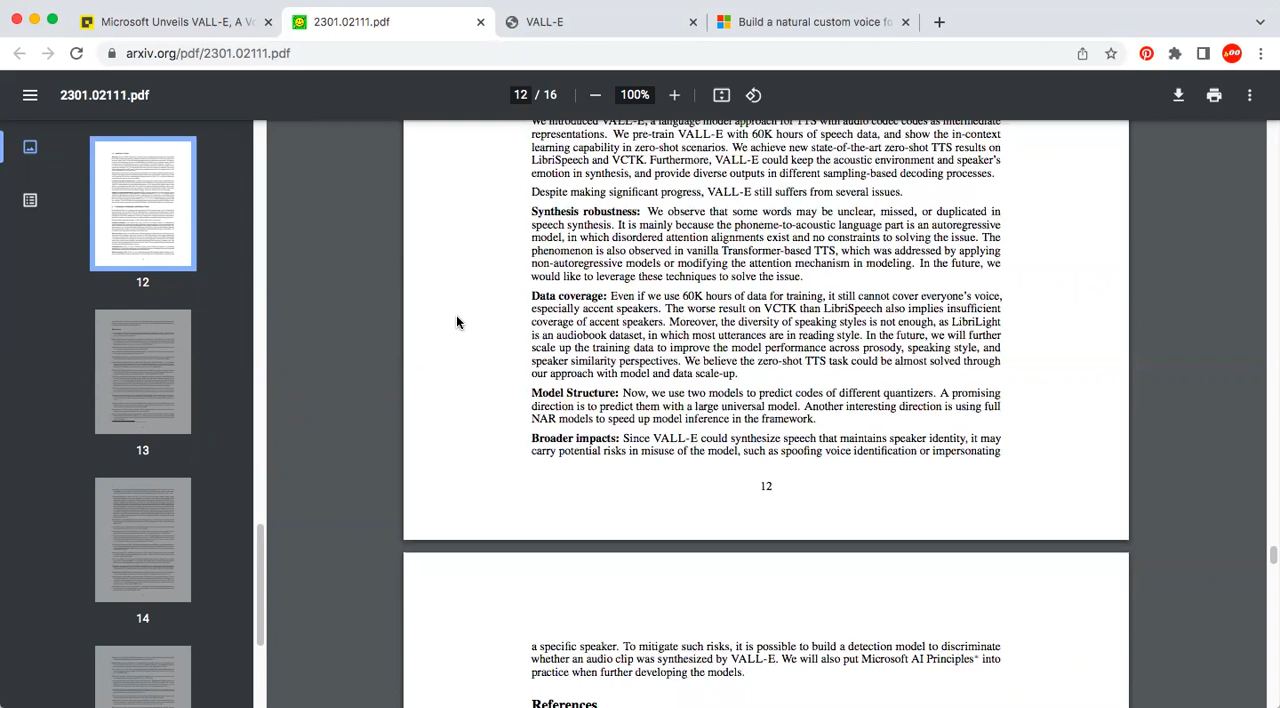 Microsoft Unveils VALL-E, A V
2301.02111.pdf
VALL-E
Build a natural custom voice fo
arxiv.org/pdf/2301.02111.pdf
2301.02111.pdf
12 / 16
100%
We introduced VALL-E, a language model approach for TTS with audio codec codes as intermediate
representations. We pre-train VALL-E with 60K hours of speech data, and show the in-context
learning capability in zero-shot scenarios. We achieve new state-of-the-art zero-shot TTS results on
LibriSpeech and VCTK. Furthermore, VALL-E could keep the acoustic environment and speaker's
emotion in synthesis, and provide diverse outputs in different sampling-based decoding processes.
Despite making significant progress, VALL-E still suffers from several issues.
Synthesis robustness: We observe that some words may be unclear, missed, or duplicated in
speech synthesis. It is mainly because the phoneme-to-acoustic language part is an autoregressive
model, in which disordered attention alignments exist and no constraints to solving the issue. The
phenomenon is also observed in vanilla Transformer-based TTS, which was addressed by applying
non-autoregressive models or modifying the attention mechanism in modeling. In the future, we
would like to leverage these techniques to solve the issue.
Data coverage: Even if we use 60K hours of data for training, it still cannot cover everyone's voice,
especially accent speakers. The worse result on VCTK than LibriSpeech also implies insufficient
coverage of accent speakers. Moreover, the diversity of speaking styles is not enough, as LibriLight
is an audiobook dataset, in which most utterances are in reading style. In the future, we will further
scale up the training data to improve the model performance across prosody, speaking style, and
speaker similarity perspectives. We believe the zero-shot TTS task could be almost solved through
our approach with model and data scale-up.
Model Structure: Now, we use two models to predict codes of different quantizers. A promising
direction is to predict them with a large universal model. Another interesting direction is using full
NAR models to speed up model inference in the framework.
Broader impacts: Since VALL-E could synthesize speech that maintains speaker identity, it may
carry potential risks in misuse of the model, such as spoofing voice identification or impersonating
12
a specific speaker. To mitigate such risks, it is possible to build a detection model to discriminate
whether an audio clip was synthesized by VALL-E. We will also put Microsoft AI Principles* into
practice when further developing the models.
References
12
13
14